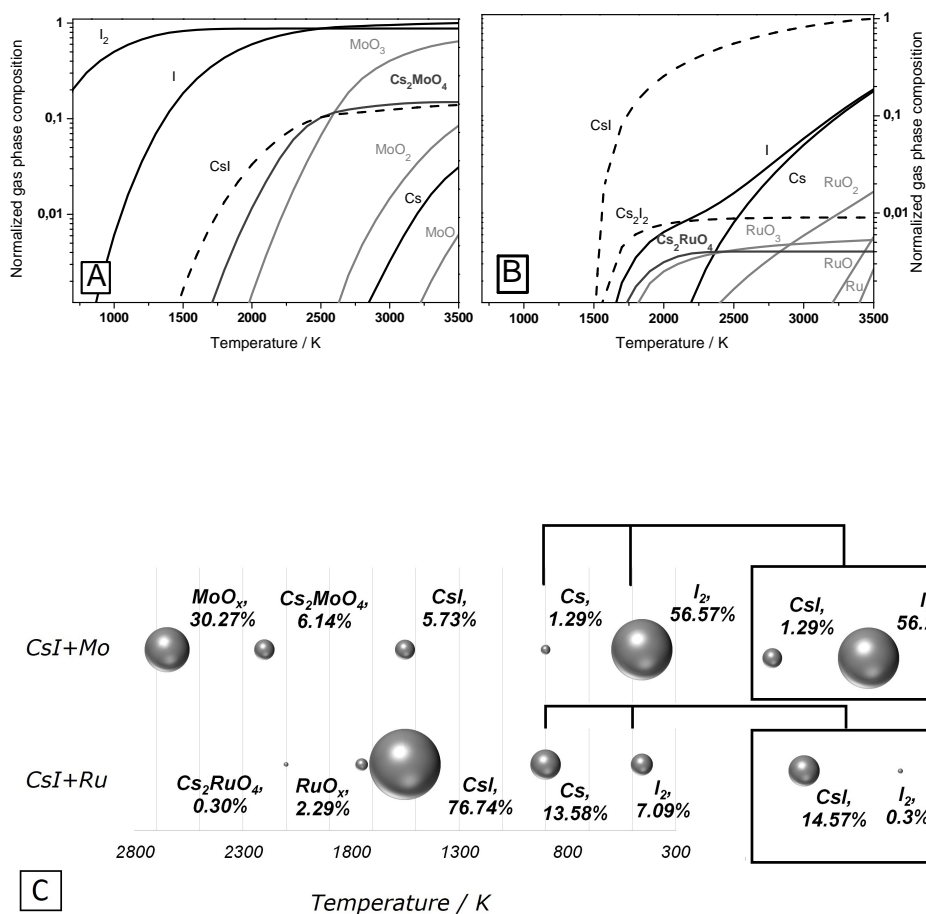 Normalized gas phase composition
1
0,1
0,01
I₂
I
CsI
MoO₃
Cs₂MoO₄
MoO₂
Cs
MoO
A
1000 1500 2000 2500 3000 3500
Temperature / K
CsI
I
Cs
Cs₂I₂
RuO₂
Cs₂RuO₄
RuO₃
RuO
Ru
B
1
0,1
0,01
Normalized gas phase composition
1000 1500 2000 2500 3000 3500
Temperature / K
CsI+Mo
MoOₓ,
30.27%
Cs₂MoO₄,
6.14%
CsI,
5.73%
Cs,
1.29%
I₂,
56.57%
CsI,
1.29%
CsI+Ru
Cs₂RuO₄,
0.30%
RuOₓ,
2.29%
CsI,
76.74%
Cs,
13.58%
I₂,
7.09%
CsI,
14.57%
I₂,
0.3%
2800 2300 1800 1300 800 300
C
Temperature / K